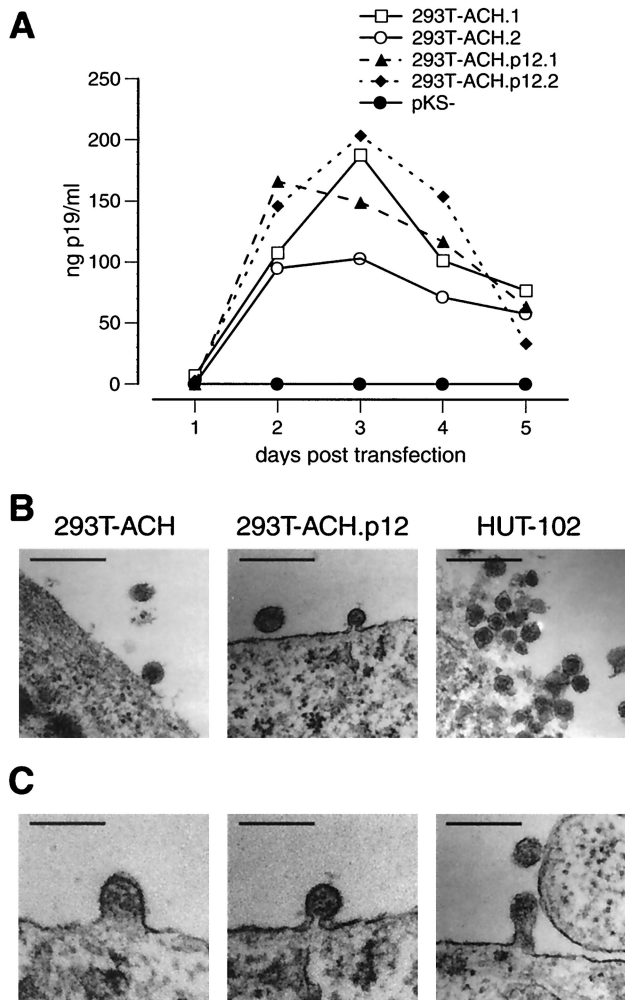 A
293T-ACH.1
293T-ACH.2
293T-ACH.p12.1
293T-ACH.p12.2
pKS-
250
200
150
100
50
0
ng p19/ml
1 2 3 4 5
days post transfection
B
293T-ACH 293T-ACH.p12 HUT-102
C